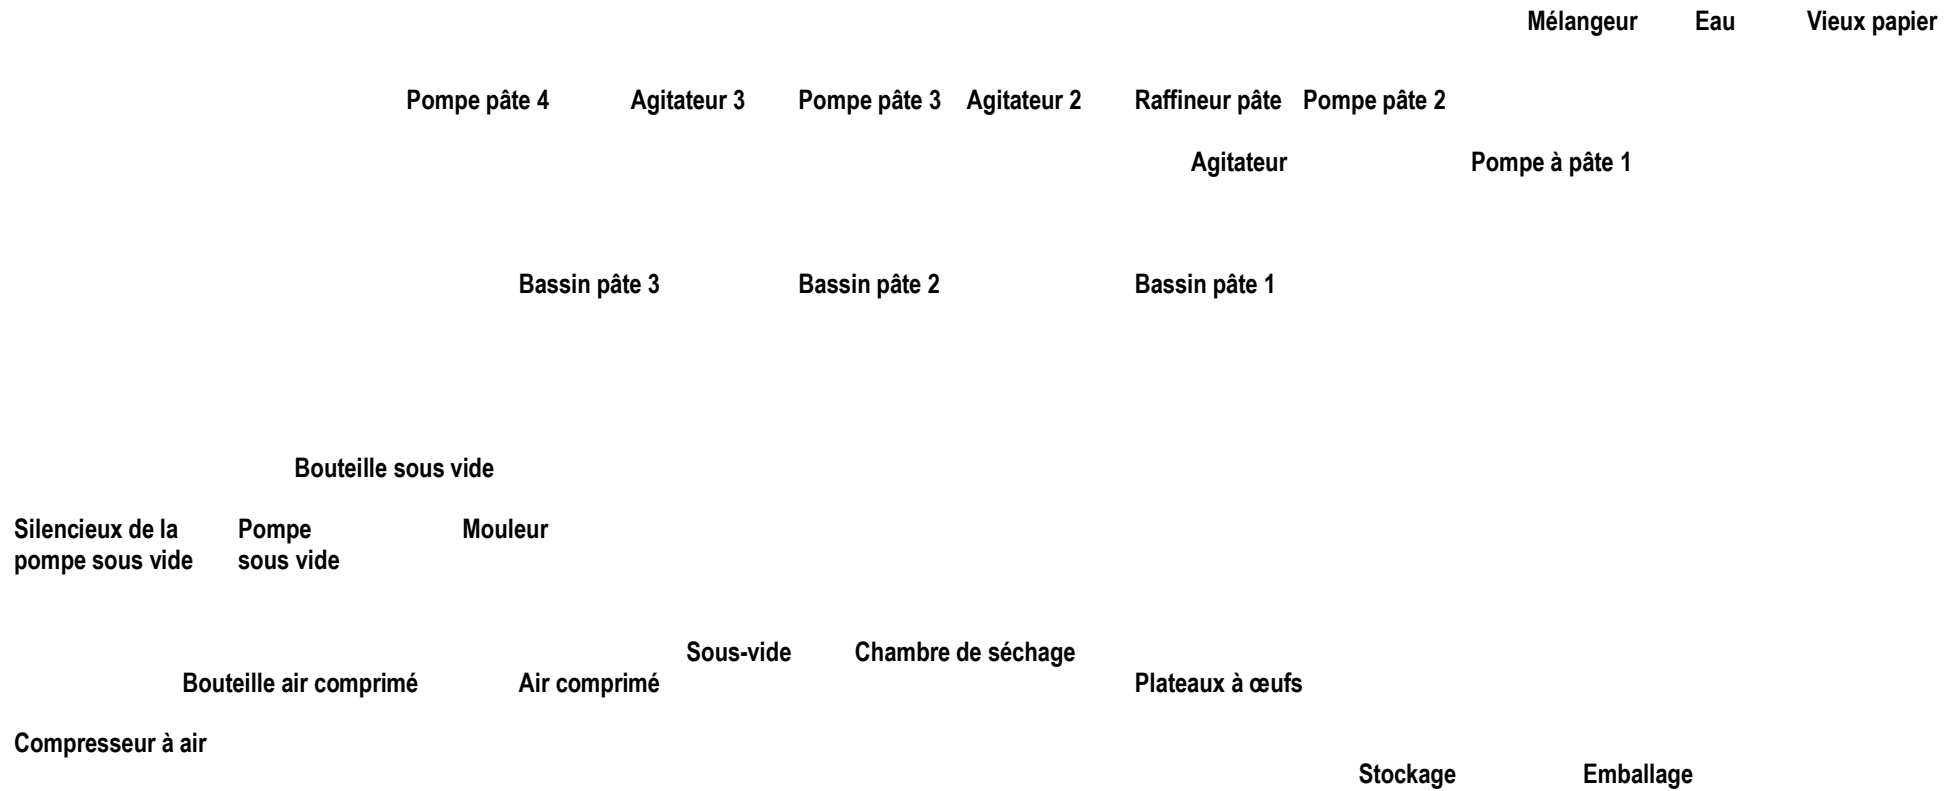 Mélangeur Eau Vieux papier
Pompe pâte 4 Agitateur 3 Pompe pâte 3 Agitateur 2 Raffineur pâte Pompe pâte 2
Agitateur Pompe à pâte 1
Bassin pâte 3 Bassin pâte 2 Bassin pâte 1
Bouteille sous vide
Silencieux de la Pompe Mouleur
pompe sous vide sous vide
Sous-vide Chambre de séchage
Bouteille air comprimé Air comprimé Plateaux à œufs
Compresseur à air
Stockage Emballage